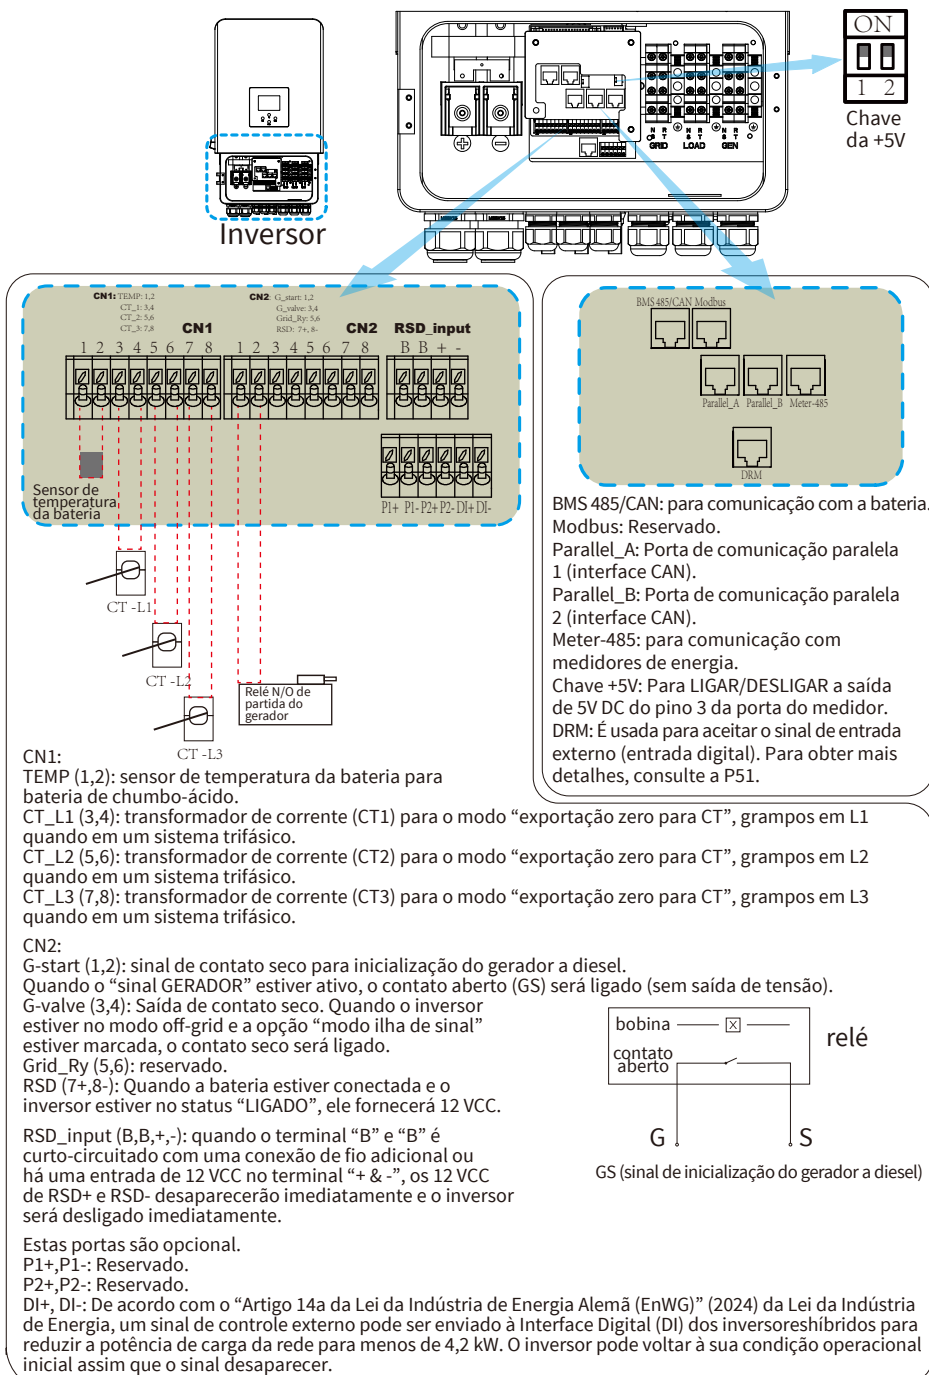 ON
1 2
Chave
da +5V
N R N R N R
S T S T S T
GRID LOAD GEN
Inversor
CN1: TEMP: 1,2
CT_1: 3,4
CT_2: 5,6
CT_3: 7,8
CN2: G_start: 1,2
G_valve: 3,4
Grid_Ry: 5,6
RSD: 7+, 8-
CN1 CN2 RSD_input
1 2 3 4 5 6 7 8 1 2 3 4 5 6 7 8 B B + -
Sensor de
temperatura
da bateria
P1+ P1- P2+ P2- DI+ DI-
CT -L1
CT -L2
CT -L3
Relé N/O de
partida do
gerador
BMS 485/CAN Modbus
Parallel_A Parallel_B Meter-485
DRM
BMS 485/CAN: para comunicação com a bateria.
Modbus: Reservado.
Parallel_A: Porta de comunicação paralela
1 (interface CAN).
Parallel_B: Porta de comunicação paralela
2 (interface CAN).
Meter-485: para comunicação com
medidores de energia.
Chave +5V: Para LIGAR/DESLIGAR a saída
de 5V DC do pino 3 da porta do medidor.
DRM: É usada para aceitar o sinal de entrada
externo (entrada digital). Para obter mais
detalhes, consulte a P51.
CN1:
TEMP (1,2): sensor de temperatura da bateria para
bateria de chumbo-ácido.
CT_L1 (3,4): transformador de corrente (CT1) para o modo “exportação zero para CT”, grampos em L1
quando em um sistema trifásico.
CT_L2 (5,6): transformador de corrente (CT2) para o modo “exportação zero para CT”, grampos em L2
quando em um sistema trifásico.
CT_L3 (7,8): transformador de corrente (CT3) para o modo “exportação zero para CT”, grampos em L3
quando em um sistema trifásico.
CN2:
G-start (1,2): sinal de contato seco para inicialização do gerador a diesel.
Quando o “sinal GERADOR” estiver ativo, o contato aberto (GS) será ligado (sem saída de tensão).
G-valve (3,4): Saída de contato seco. Quando o inversor
estiver no modo off-grid e a opção “modo ilha de sinal”
estiver marcada, o contato seco será ligado.
Grid_Ry (5,6): reservado.
RSD (7+,8-): Quando a bateria estiver conectada e o
inversor estiver no status “LIGADO”, ele fornecerá 12 VCC.
RSD_input (B,B,+,-): quando o terminal “B” e “B” é
curto-circuitado com uma conexão de fio adicional ou
há uma entrada de 12 VCC no terminal “+ & -”, os 12 VCC
de RSD+ e RSD- desaparecerão imediatamente e o inversor
será desligado imediatamente.
bobina
X
contato
aberto
relé
G S
GS (sinal de inicialização do gerador a diesel)
Estas portas são opcional.
P1+,P1-: Reservado.
P2+,P2-: Reservado.
DI+, DI-: De acordo com o “Artigo 14a da Lei da Indústria de Energia Alemã (EnWG)” (2024) da Lei da Indústria
de Energia, um sinal de controle externo pode ser enviado à Interface Digital (DI) dos inversoreshíbridos para
reduzir a potência de carga da rede para menos de 4,2 kW. O inversor pode voltar à sua condição operacional
inicial assim que o sinal desaparecer.